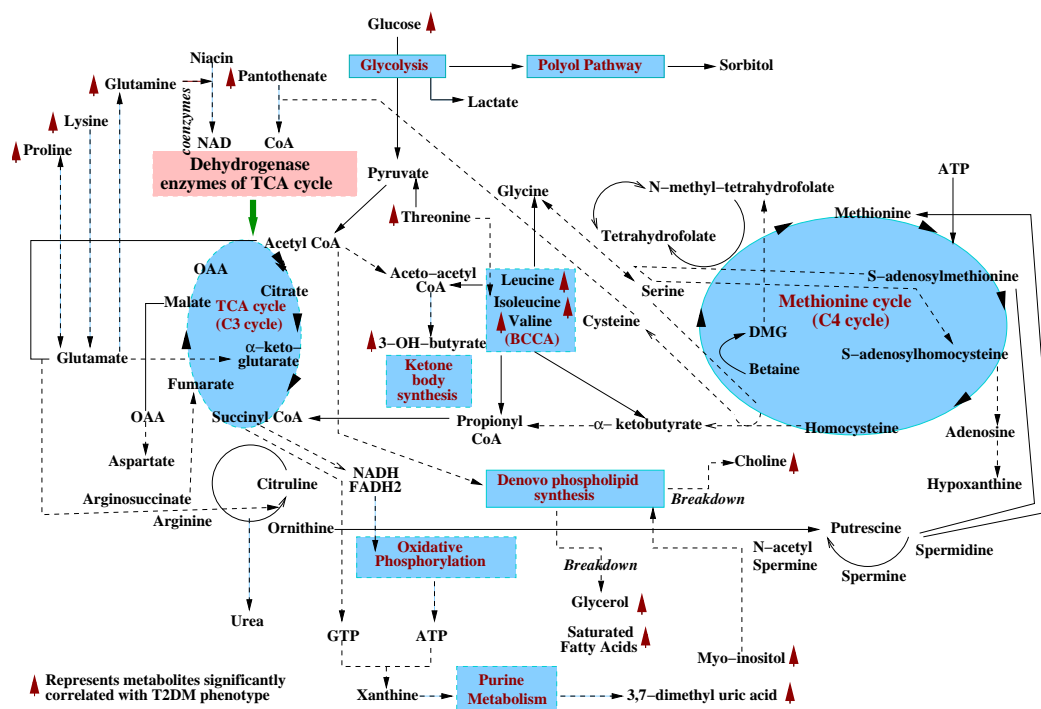 Glucose
Glycolysis
Polyol Pathway
Sorbitol
Lactate
Niacin
Pantothenate
Glutamine
coenzymes
Lysine
Proline
NAD
CoA
Dehydrogenase
enzymes of TCA cycle
Pyruvate
Threonine
Glycine
N-methyl-tetrahydrofolate
Tetrahydrofolate
ATP
Methionine
Acetyl CoA
OAA
Malate
Citrate
TCA cycle
(C3 cycle)
α-keto-
glutarate
Glutamate
Fumarate
Succinyl CoA
Aceto-acetyl
CoA
3-OH-butyrate
Ketone
body
synthesis
Leucine
Isoleucine
Valine
(BCCA)
Serine
Cysteine
S-adenosylmethionine
Methionine cycle
(C4 cycle)
DMG
Betaine
S-adenosylhomocysteine
Homocysteine
Adenosine
Hypoxanthine
OAA
Aspartate
Propionyl
CoA
α- ketobutyrate
Arginosuccinate
Arginine
Citruline
NADH
FADH2
Denovo phospholipid
synthesis
Choline
Breakdown
Ornithine
Putrescine
N-acetyl
Spermine
Spermidine
Spermine
Oxidative
Phosphorylation
Breakdown
Glycerol
Saturated
Fatty Acids
Myo-inositol
Urea
GTP
ATP
Xanthine
Purine
Metabolism
3,7-dimethyl uric acid
Represents metabolites significantly
correlated with T2DM phenotype